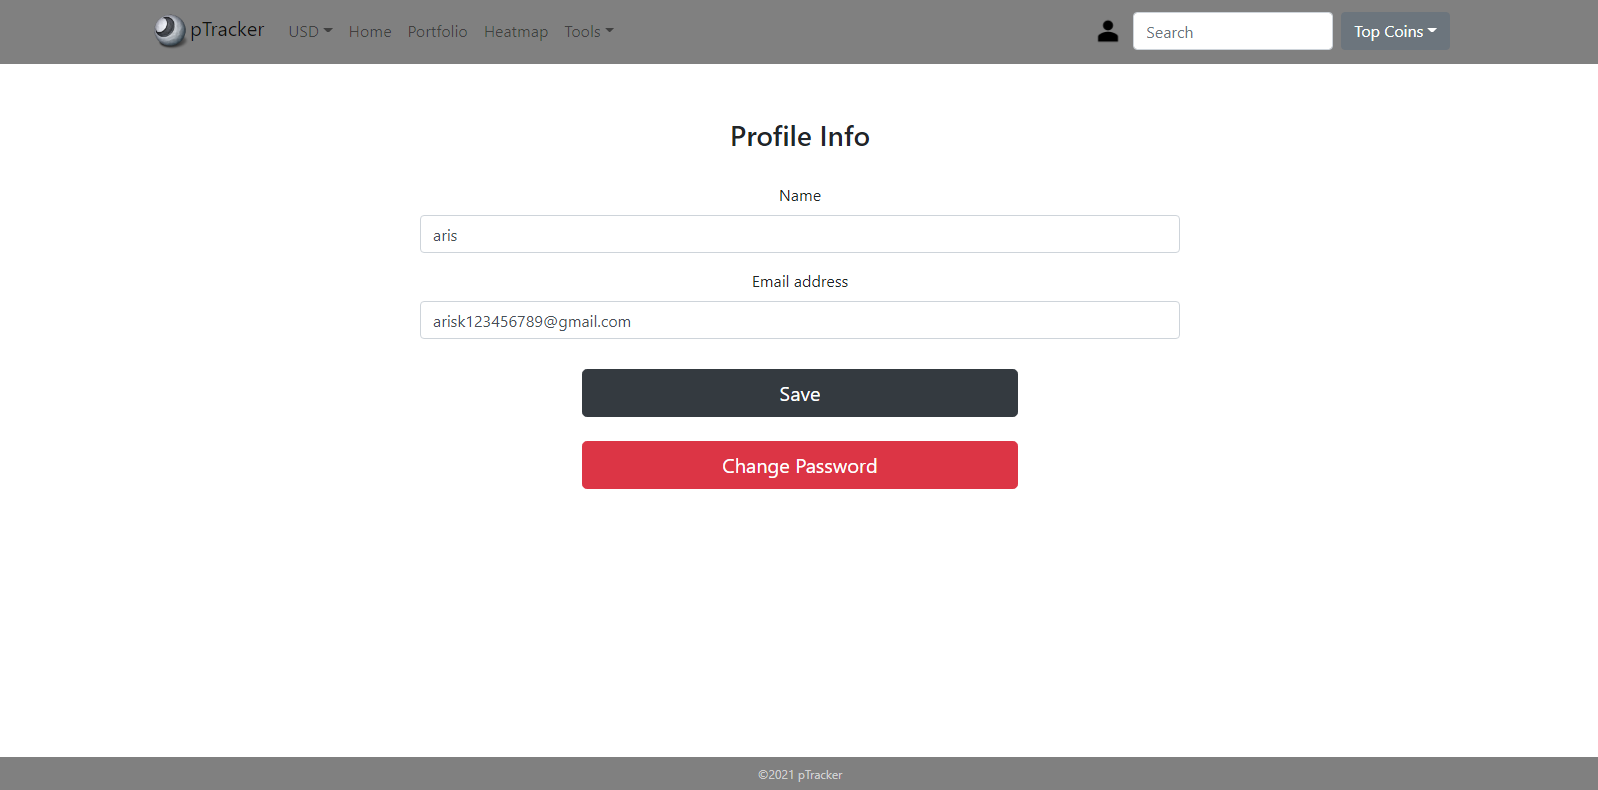 pTracker USD Home Portfolio Heatmap Tools Search Top Coins
Profile Info
Name
aris
Email address
arisk123456789@gmail.com
Save
Change Password
©2021 pTracker